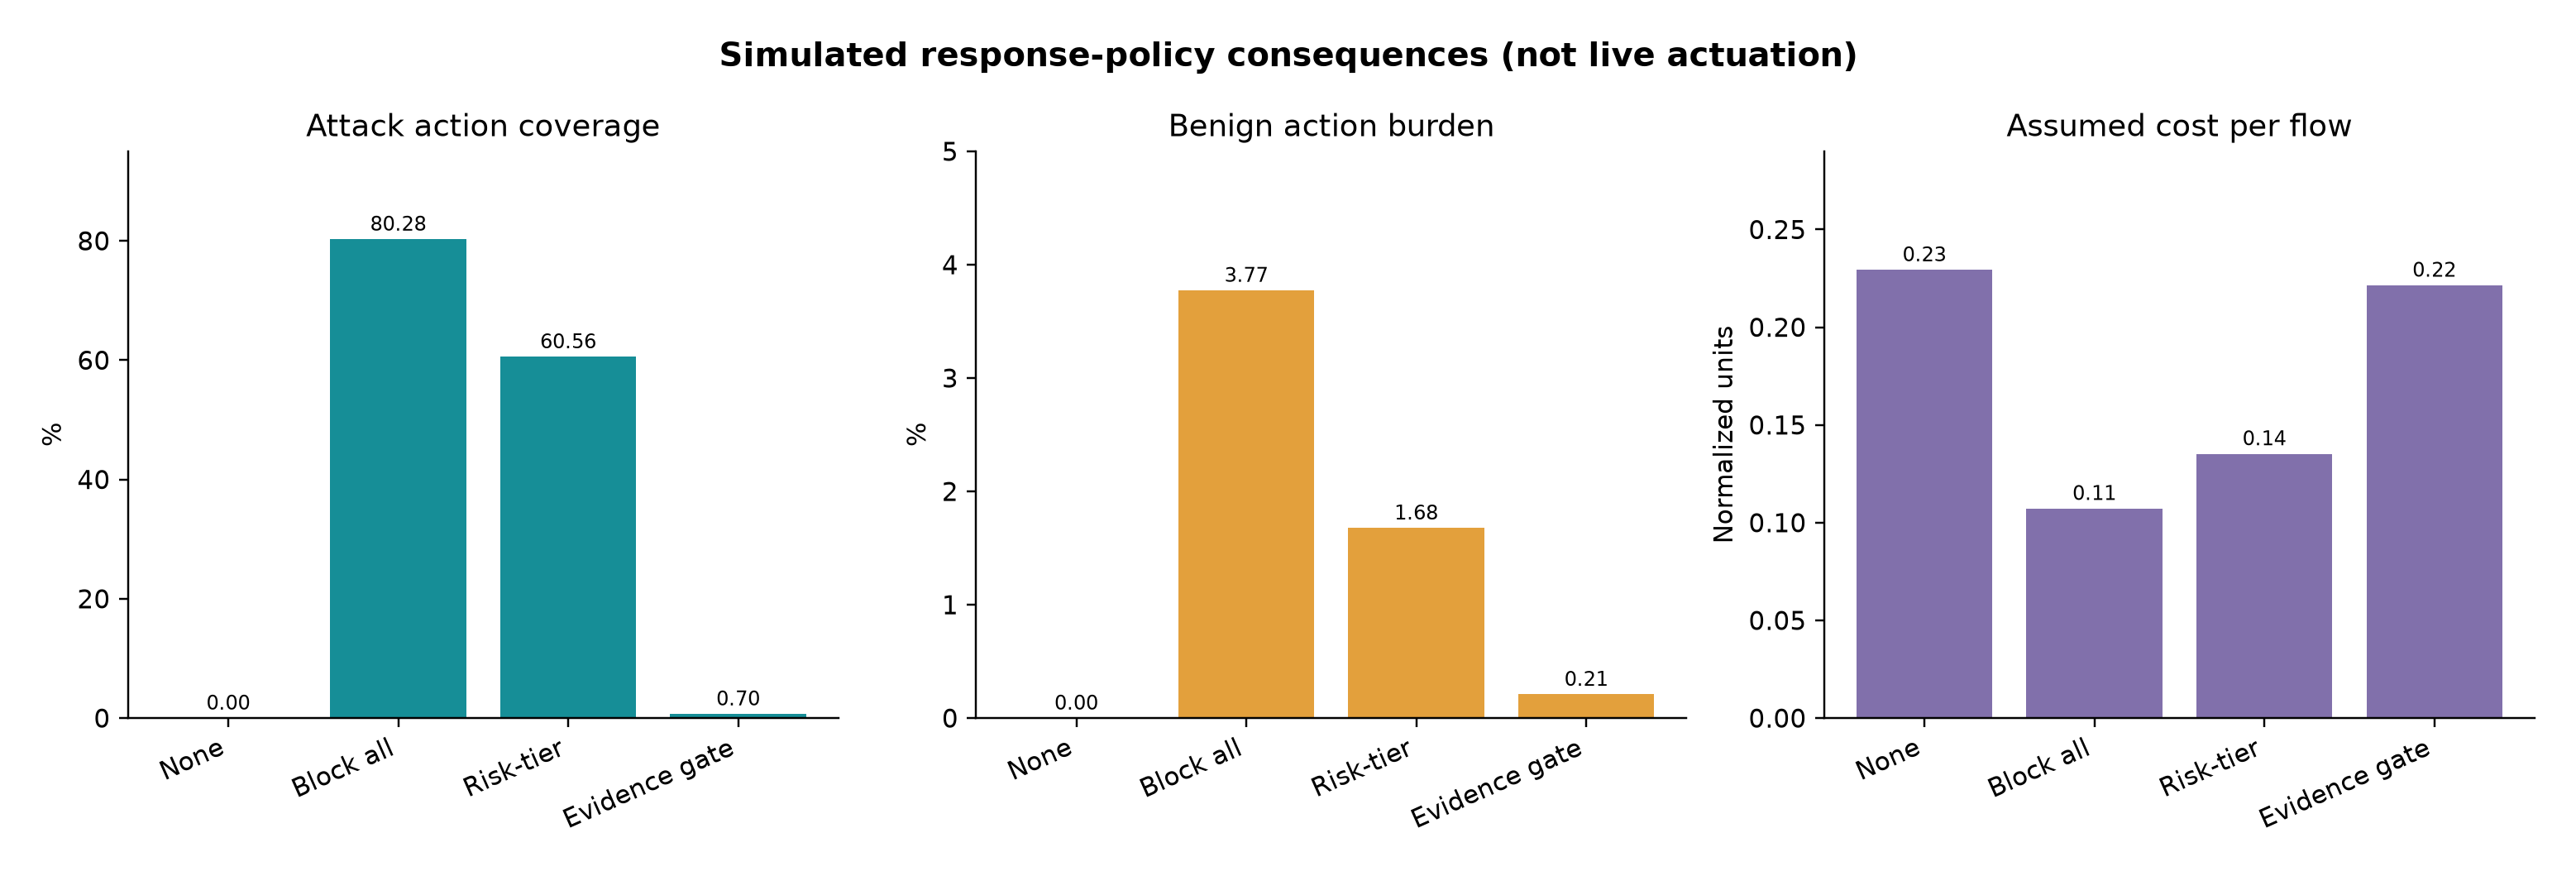 Simulated response-policy consequences (not live actuation)
Attack action coverage
%
80
60
40
20
0
0.00
80.28
60.56
0.70
None
Block all
Risk-tier
Evidence gate
Benign action burden
%
5
4
3
2
1
0
0.00
3.77
1.68
0.21
None
Block all
Risk-tier
Evidence gate
Assumed cost per flow
Normalized units
0.25
0.20
0.15
0.10
0.05
0.00
0.23
0.11
0.14
0.22
None
Block all
Risk-tier
Evidence gate